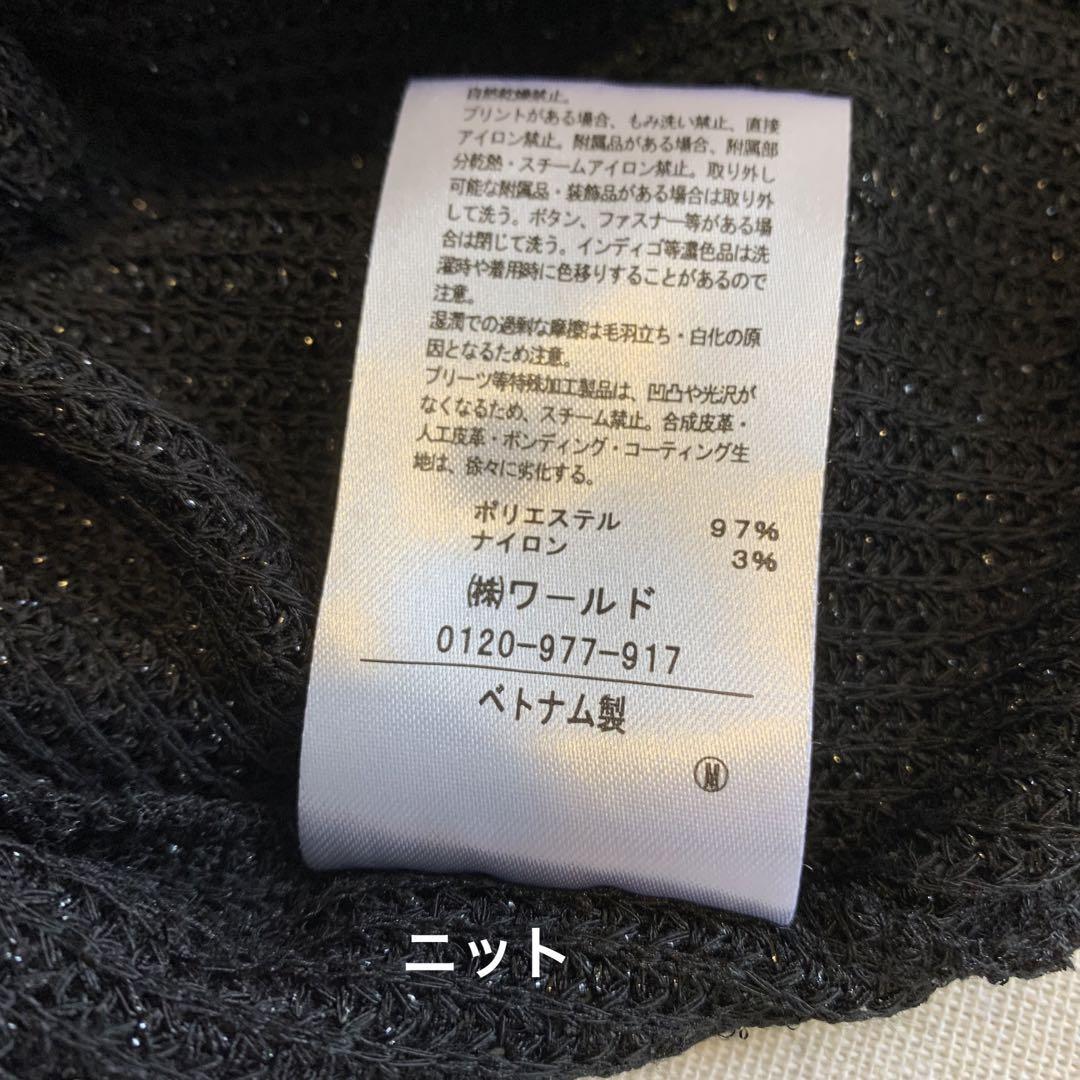 自然乾燥禁止。
プリントがある場合、もみ洗い禁止、直接
アイロン禁止。附属品がある場合、附属部
分乾熱・スチームアイロン禁止。取り外し
可能な附属品・装飾品がある場合は取り外
して洗う。ボタン、ファスナー等がある場
合は閉じて洗う。インディゴ等濃色品は洗
濯時や着用時に色移りすることがあるので
注意。
湿潤での過剰な摩擦は毛羽立ち・白化の原
因となるため注意。
プリーツ等特殊加工製品は、凹凸や光沢が
なくなるため、スチーム禁止。合成皮革・
人工皮革・ボンディング・コーティング生
地は、徐々に劣化する。
ポリエステル 97%
ナイロン 3%
㈱ワールド
0120-977-917
ベトナム製
Ⓜ
ニット